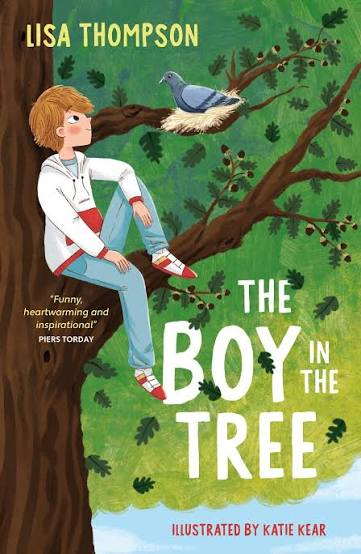 LISA THOMPSON
"Funny,
heartwarming and
inspirational"
PIERS TORDAY
THE
BOY
IN
THE
TREE
ILLUSTRATED BY KATIE KEAR